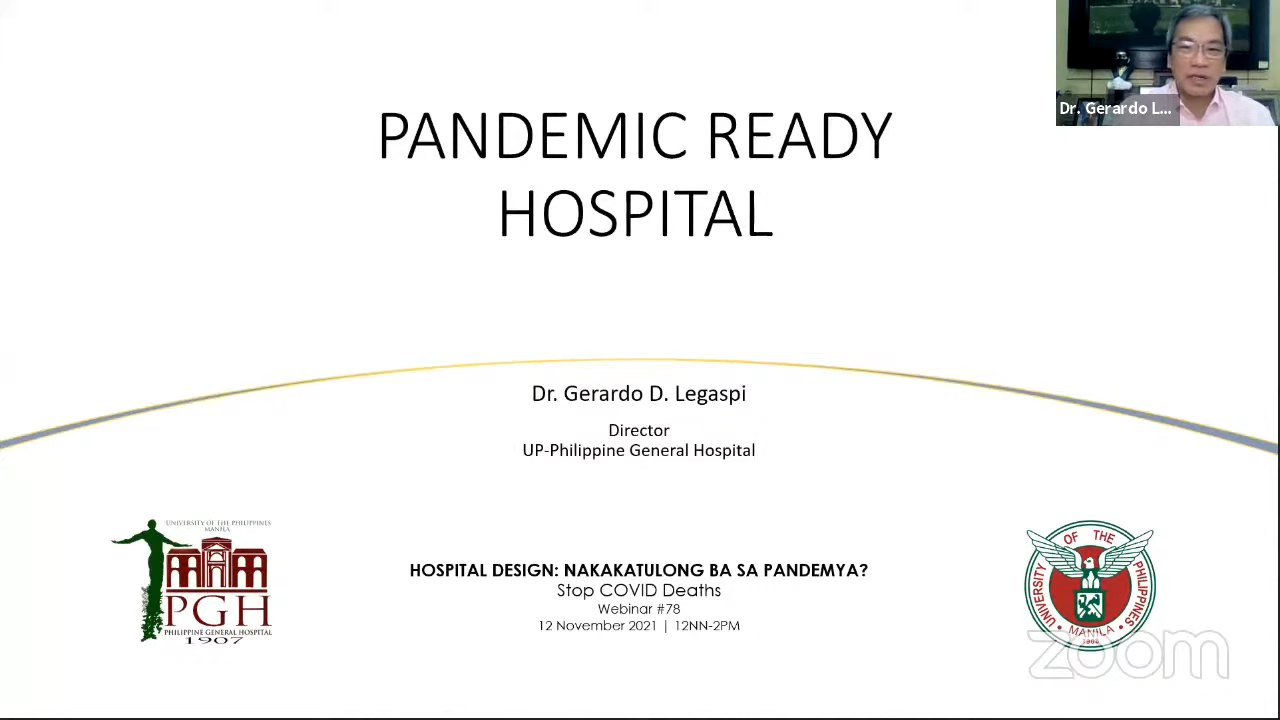 Dr. Gerardo L...
PANDEMIC READY
HOSPITAL
Dr. Gerardo D. Legaspi
Director
UP-Philippine General Hospital
UNIVERSITY OF THE PHILIPPINES
MANILA
PGH
PHILIPPINE GENERAL HOSPITAL
1907
HOSPITAL DESIGN: NAKAKATULONG BA SA PANDEMYA?
Stop COVID Deaths
Webinar #78
12 November 2021 | 12NN-2PM
UNIVERSITY OF THE PHILIPPINES
MANILA
1908
zoom